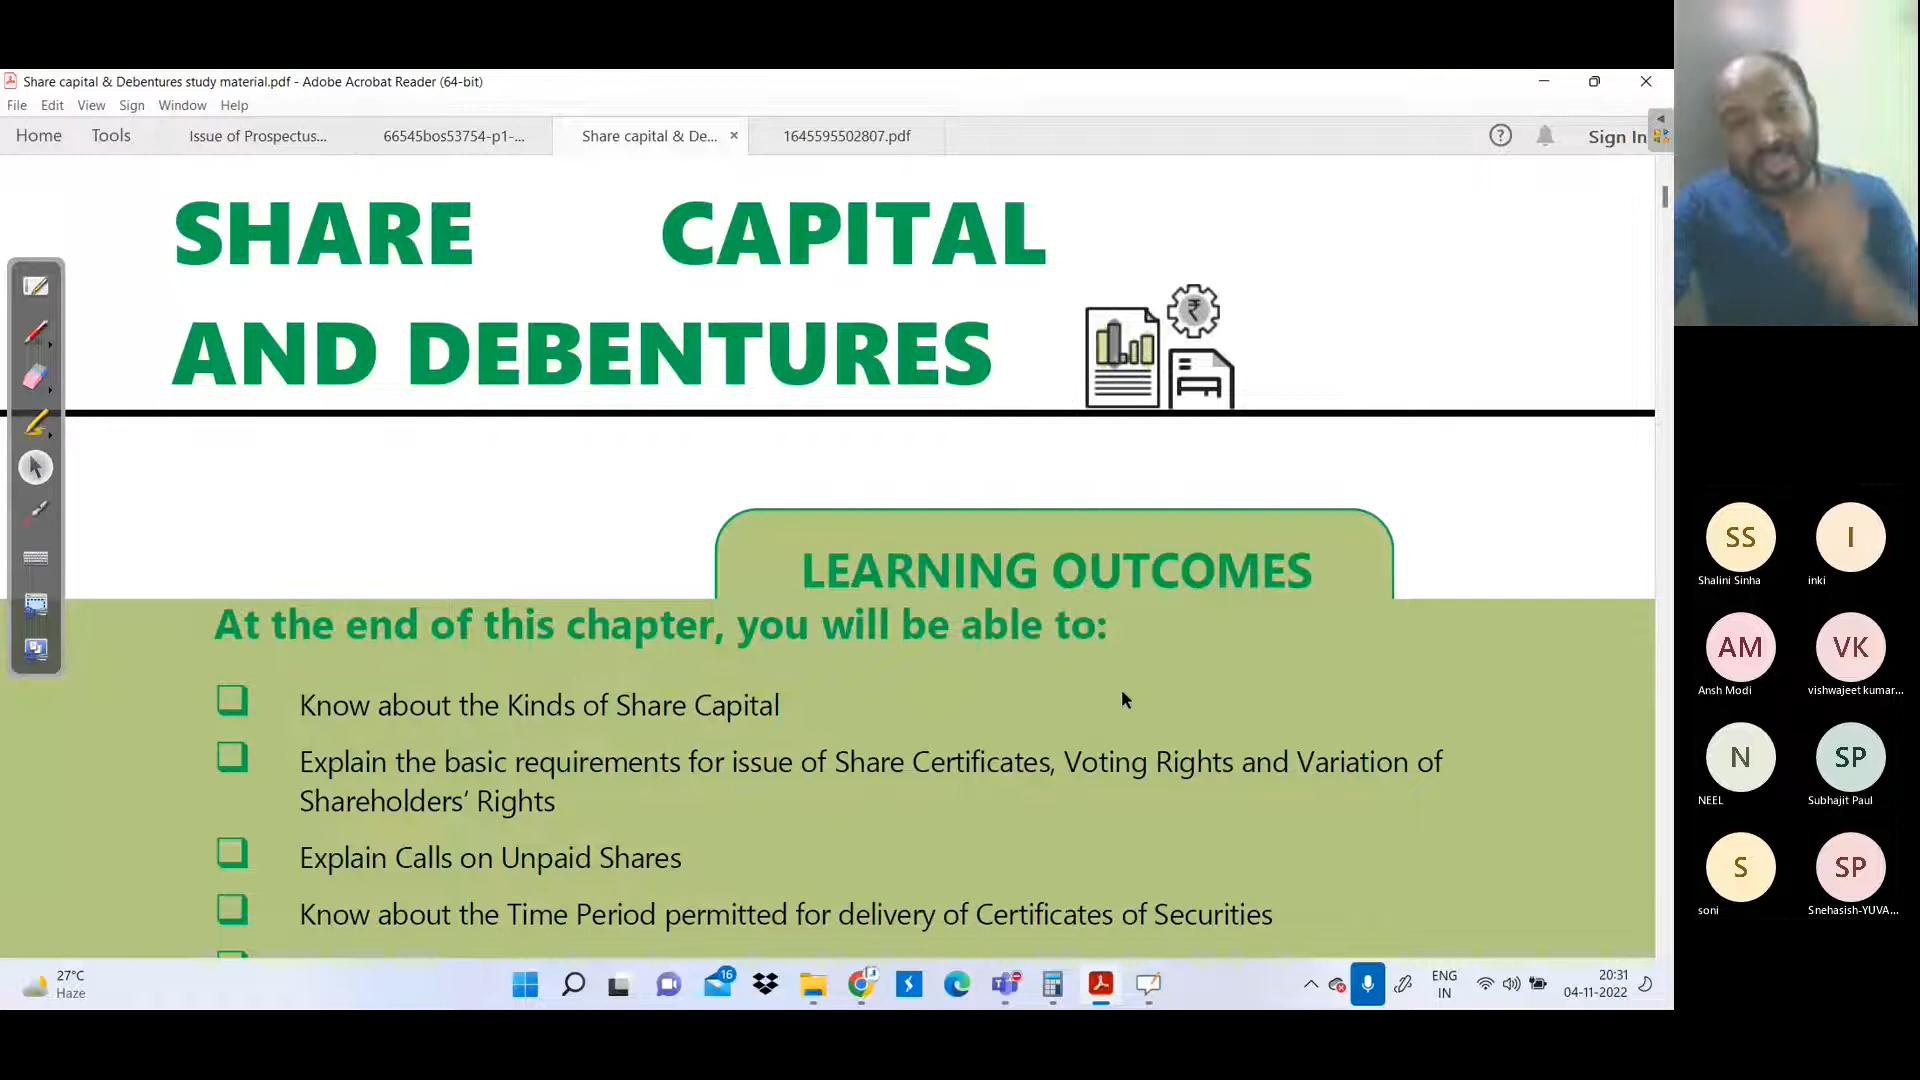 Share capital & Debentures study material.pdf - Adobe Acrobat Reader (64-bit)
File Edit View Sign Window Help
Home Tools Issue of Prospectus... 66545bos53754-p1-... Share capital & De... × 1645595502807.pdf Sign In
SHARE CAPITAL
AND DEBENTURES
₹
LEARNING OUTCOMES
At the end of this chapter, you will be able to:
Know about the Kinds of Share Capital
Explain the basic requirements for issue of Share Certificates, Voting Rights and Variation of
Shareholders’ Rights
Explain Calls on Unpaid Shares
Know about the Time Period permitted for delivery of Certificates of Securities
SS I
Shalini Sinha inki
AM VK
Ansh Modi vishwajeet kumar...
N SP
NEEL Subhajit Paul
S SP
soni Snehasish-YUVA...
27°C
Haze
16
ENG
IN
20:31
04-11-2022